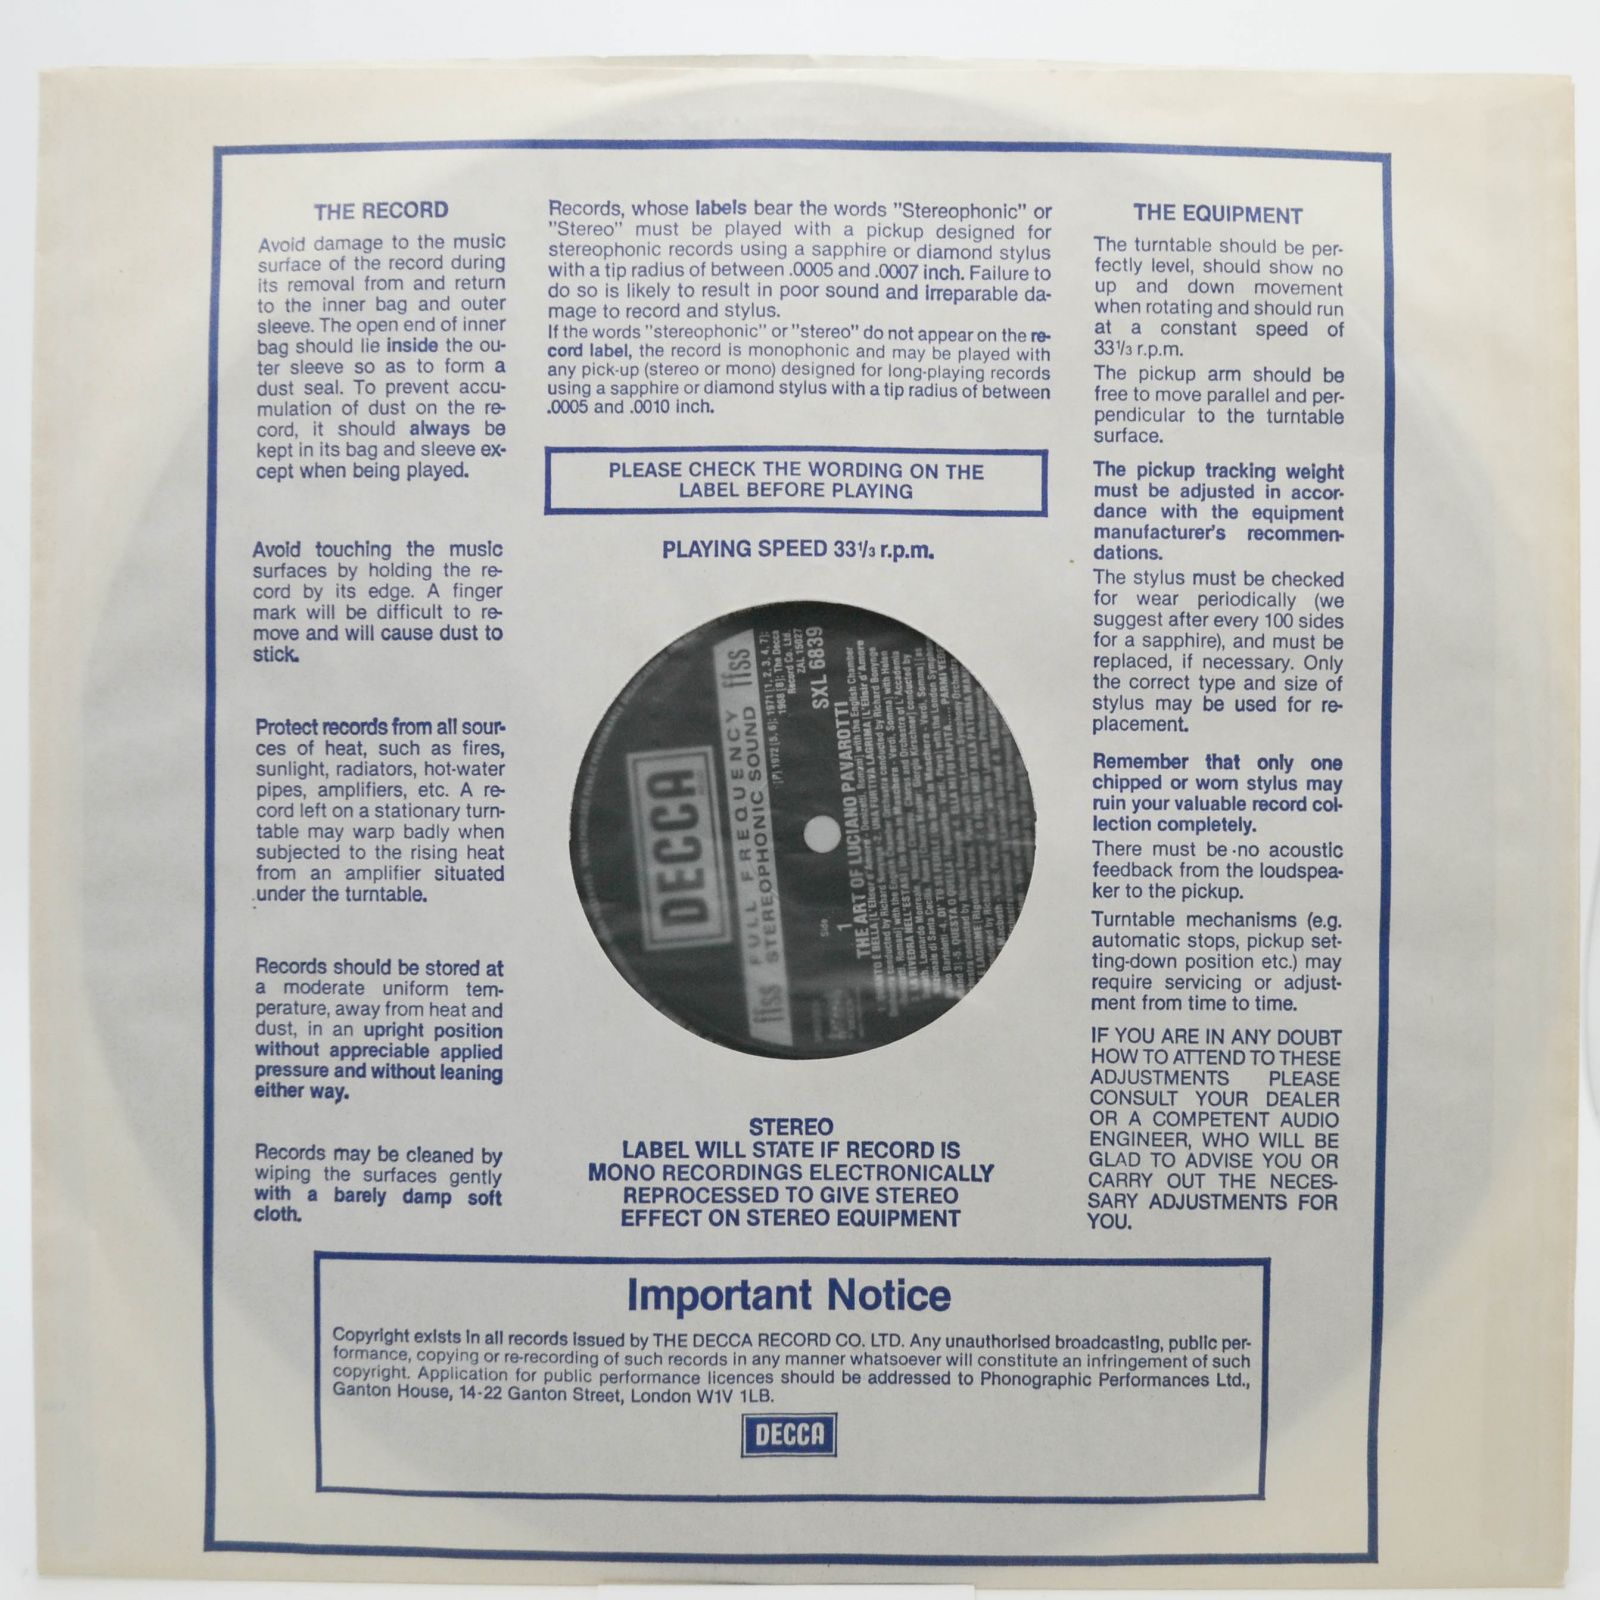 THE RECORD
Avoid damage to the music
surface of the record during
its removal from and return
to the inner bag and outer
sleeve. The open end of inner
bag should lie inside the ou-
ter sleeve so as to form a
dust seal. To prevent accu-
mulation of dust on the re-
cord, it should always be
kept in its bag and sleeve ex-
cept when being played.
Avoid touching the music
surfaces by holding the re-
cord by its edge. A finger
mark will be difficult to re-
move and will cause dust to
stick.
Protect records from all sour-
ces of heat, such as fires,
sunlight, radiators, hot-water
pipes, amplifiers, etc. A re-
cord left on a stationary turn-
table may warp badly when
subjected to the rising heat
from an amplifier situated
under the turntable.
Records should be stored at
a moderate uniform tem-
perature, away from heat and
dust, in an upright position
without appreciable applied
pressure and without leaning
either way.
Records may be cleaned by
wiping the surfaces gently
with a barely damp soft
cloth.
Records, whose labels bear the words "Stereophonic" or
"Stereo" must be played with a pickup designed for
stereophonic records using a sapphire or diamond stylus
with a tip radius of between .0005 and .0007 inch. Failure to
do so is likely to result in poor sound and irreparable da-
mage to record and stylus.
If the words "stereophonic" or "stereo" do not appear on the re-
cord label, the record is monophonic and may be played with
any pick-up (stereo or mono) designed for long-playing records
using a sapphire or diamond stylus with a tip radius of between
.0005 and .0010 inch.
PLEASE CHECK THE WORDING ON THE
LABEL BEFORE PLAYING
PLAYING SPEED 33 1/3 r.p.m.
DECCA
ffss FULL FREQUENCY ffss
STEREOPHONIC SOUND
(P) 1972 [5, 6]; 1971 [1, 2, 3, 4, 7];
1968 [8]; The Decca
Record Co. Ltd.
ZAL 15027
SXL 6839
Side
1
THE ART OF LUCIANO PAVAROTTI
STEREO
LABEL WILL STATE IF RECORD IS
MONO RECORDINGS ELECTRONICALLY
REPROCESSED TO GIVE STEREO
EFFECT ON STEREO EQUIPMENT
THE EQUIPMENT
The turntable should be per-
fectly level, should show no
up and down movement
when rotating and should run
at a constant speed of
33 1/3 r.p.m.
The pickup arm should be
free to move parallel and per-
pendicular to the turntable
surface.
The pickup tracking weight
must be adjusted in accor-
dance with the equipment
manufacturer's recommen-
dations.
The stylus must be checked
for wear periodically (we
suggest after every 100 sides
for a sapphire), and must be
replaced, if necessary. Only
the correct type and size of
stylus may be used for re-
placement.
Remember that only one
chipped or worn stylus may
ruin your valuable record col-
lection completely.
There must be no acoustic
feedback from the loudspea-
ker to the pickup.
Turntable mechanisms (e.g.
automatic stops, pickup set-
ting-down position etc.) may
require servicing or adjust-
ment from time to time.
IF YOU ARE IN ANY DOUBT
HOW TO ATTEND TO THESE
ADJUSTMENTS PLEASE
CONSULT YOUR DEALER
OR A COMPETENT AUDIO
ENGINEER, WHO WILL BE
GLAD TO ADVISE YOU OR
CARRY OUT THE NECES-
SARY ADJUSTMENTS FOR
YOU.
Important Notice
Copyright exists in all records issued by THE DECCA RECORD CO. LTD. Any unauthorised broadcasting, public per-
formance, copying or re-recording of such records in any manner whatsoever will constitute an infringement of such
copyright. Application for public performance licences should be addressed to Phonographic Performances Ltd.,
Ganton House, 14-22 Ganton Street, London W1V 1LB.
DECCA